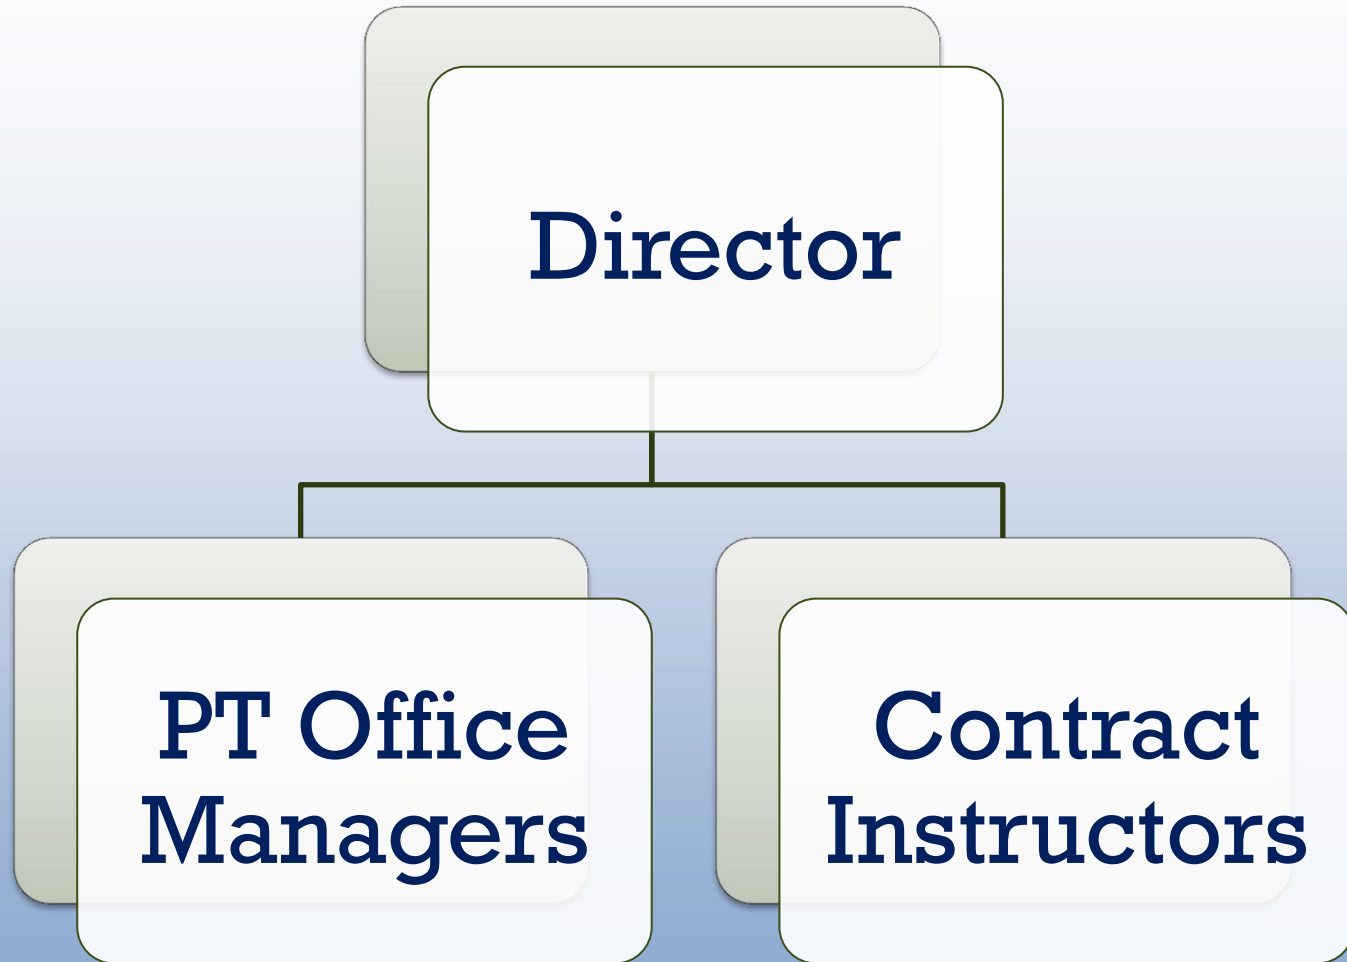 Director
PT Office
Managers
Contract
Instructors